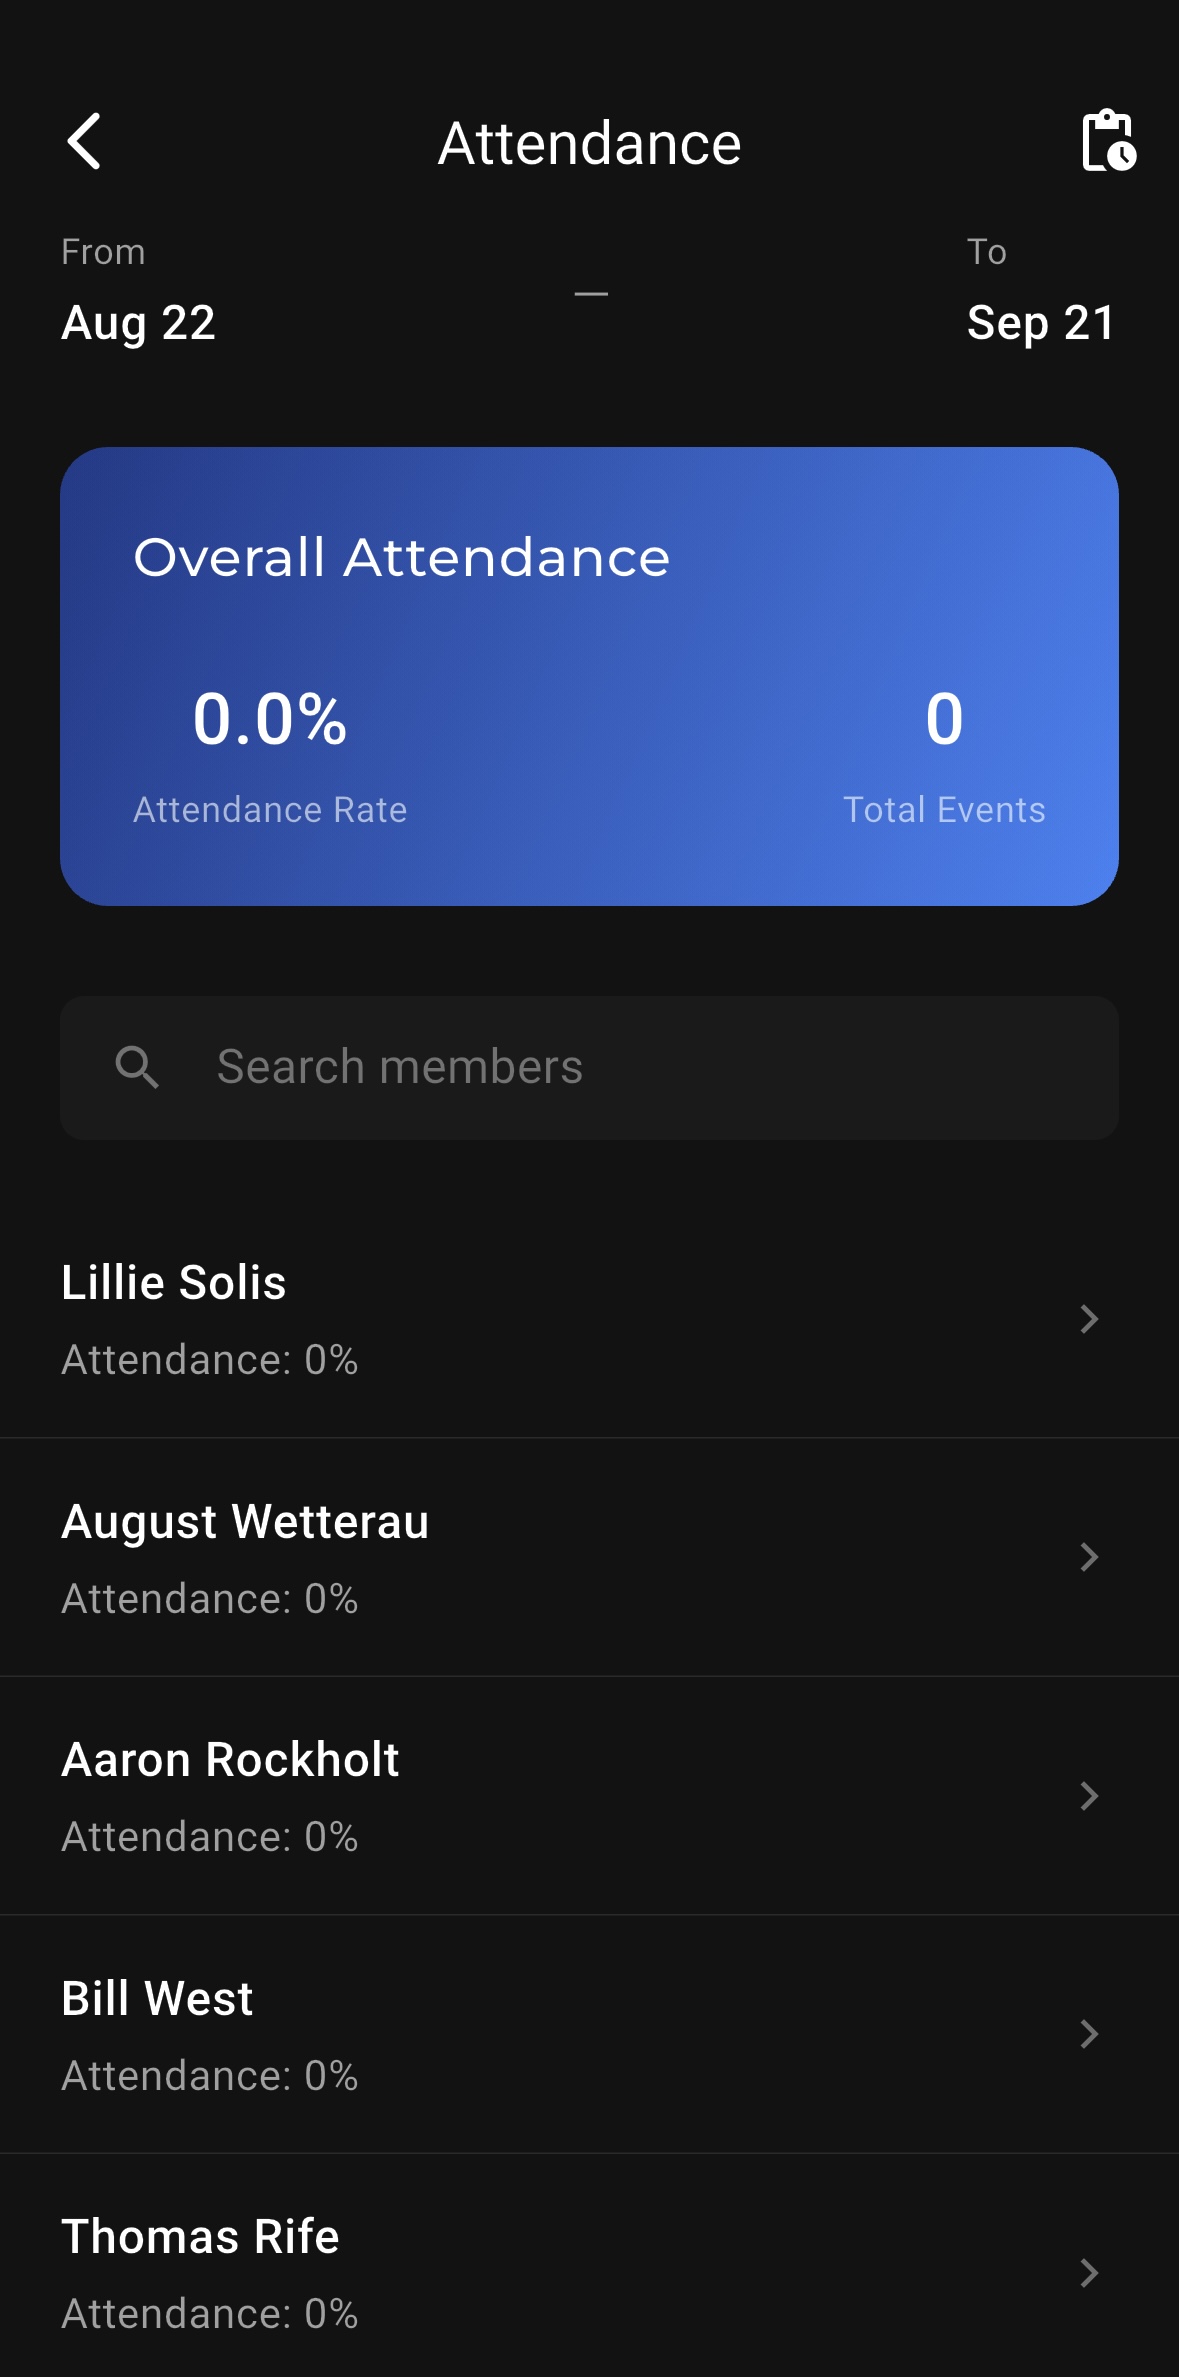 Attendance
From
Aug 22
—
To
Sep 21
Overall Attendance
0.0%
Attendance Rate
0
Total Events
Search members
Lillie Solis
Attendance: 0%
August Wetterau
Attendance: 0%
Aaron Rockholt
Attendance: 0%
Bill West
Attendance: 0%
Thomas Rife
Attendance: 0%